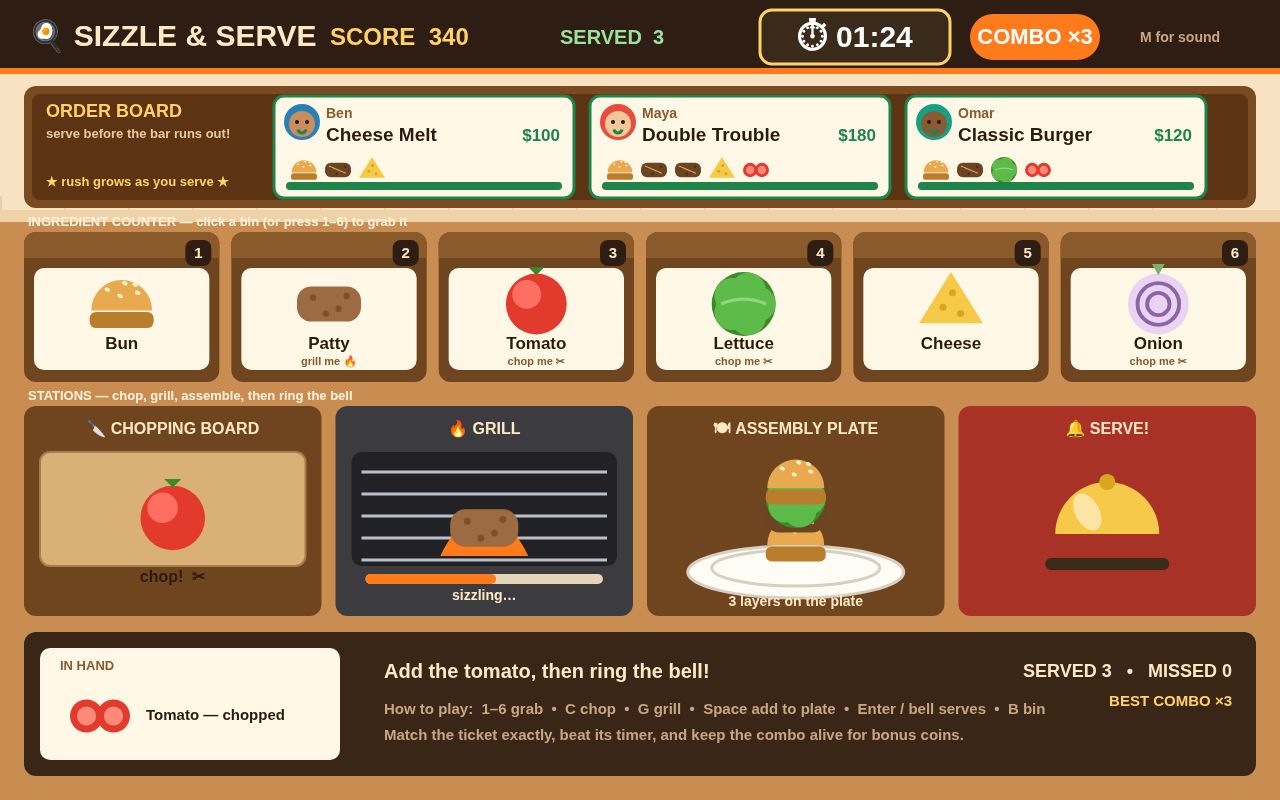 SIZZLE & SERVE SCORE 340 SERVED 3 01:24 COMBO ×3 M for sound
ORDER BOARD
serve before the bar runs out!
★ rush grows as you serve ★
Ben
Cheese Melt $100
Maya
Double Trouble $180
Omar
Classic Burger $120
INGREDIENT COUNTER — click a bin (or press 1–6) to grab it
1
Bun
2
Patty
grill me 🔥
3
Tomato
chop me ✂
4
Lettuce
chop me ✂
5
Cheese
6
Onion
chop me ✂
STATIONS — chop, grill, assemble, then ring the bell
🔪 CHOPPING BOARD
chop! ✂
🔥 GRILL
sizzling…
🍽 ASSEMBLY PLATE
3 layers on the plate
🔔 SERVE!
IN HAND
Tomato — chopped
Add the tomato, then ring the bell!
How to play: 1–6 grab • C chop • G grill • Space add to plate • Enter / bell serves • B bin
Match the ticket exactly, beat its timer, and keep the combo alive for bonus coins.
SERVED 3 • MISSED 0
BEST COMBO ×3